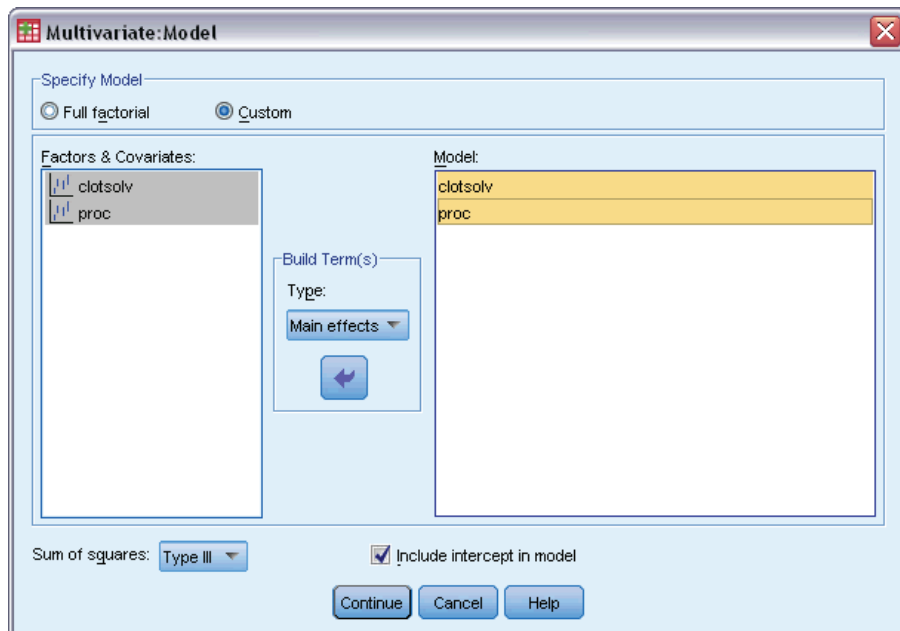 Multivariate:Model
Specify Model
Full factorial
Custom
Factors & Covariates:
clotsolv
proc
Build Term(s)
Type:
Main effects
Model:
clotsolv
proc
Sum of squares:
Type III
Include intercept in model
Continue
Cancel
Help